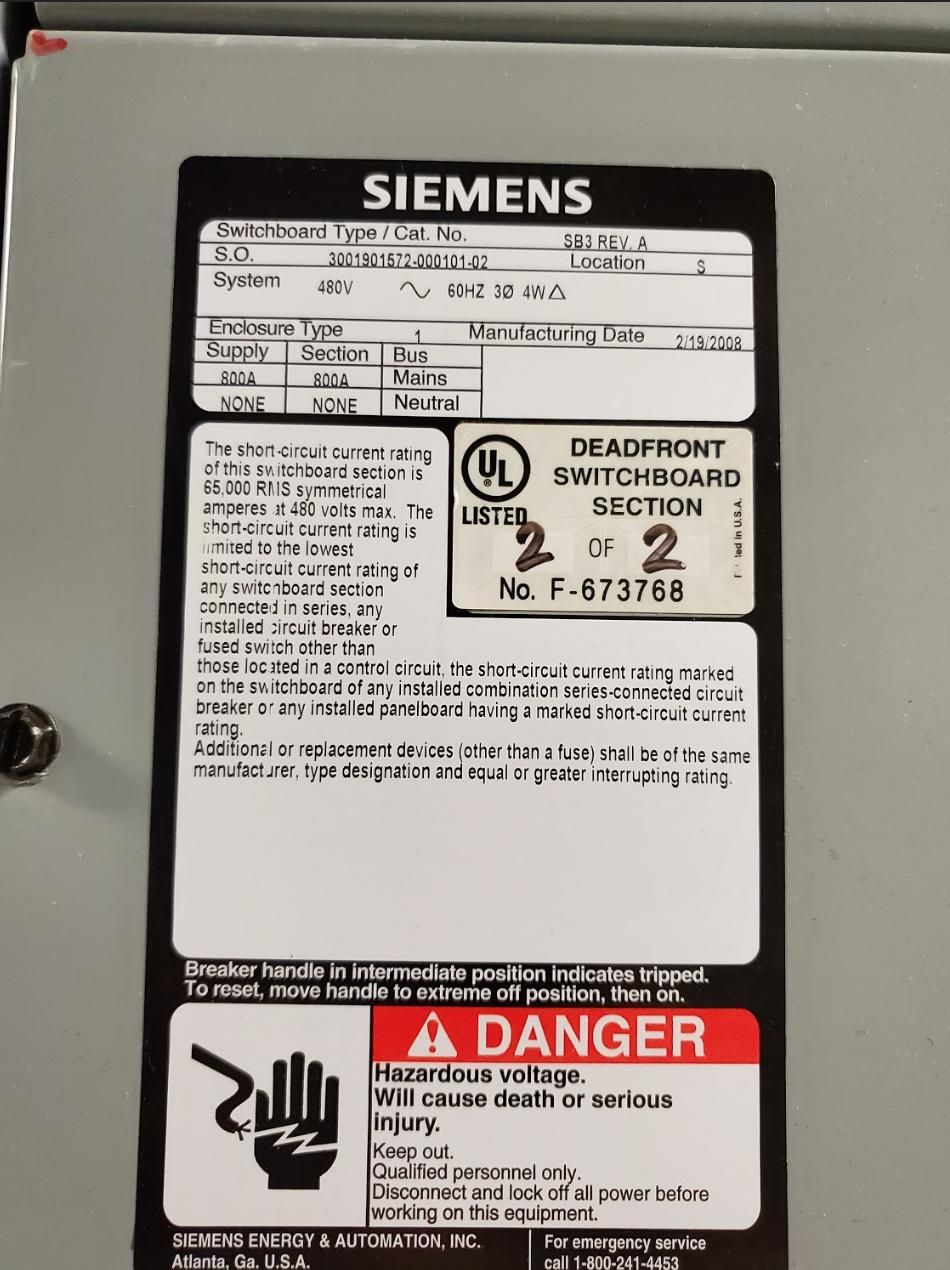 SIEMENS
Switchboard Type / Cat. No. SB3 REV. A
S.O. 3001901572-000101-02 Location S
System 480V ∿ 60HZ 3Ø 4W△
Enclosure Type 1 Manufacturing Date 2/19/2008
Supply Section Bus
800A 800A Mains
NONE NONE Neutral
The short-circuit current rating
of this switchboard section is
65,000 RMS symmetrical
amperes at 480 volts max. The
short-circuit current rating is
limited to the lowest
short-circuit current rating of
any switchboard section
connected in series, any
installed circuit breaker or
fused switch other than
those located in a control circuit, the short-circuit current rating marked
on the switchboard of any installed combination series-connected circuit
breaker or any installed panelboard having a marked short-circuit current
rating.
Additional or replacement devices (other than a fuse) shall be of the same
manufacturer, type designation and equal or greater interrupting rating.
UL ®
LISTED
DEADFRONT
SWITCHBOARD
SECTION
2 OF 2
No. F-673768
Printed in U.S.A.
Breaker handle in intermediate position indicates tripped.
To reset, move handle to extreme off position, then on.
DANGER
Hazardous voltage.
Will cause death or serious
injury.
Keep out.
Qualified personnel only.
Disconnect and lock off all power before
working on this equipment.
SIEMENS ENERGY & AUTOMATION, INC.
Atlanta, Ga. U.S.A.
For emergency service
call 1-800-241-4453